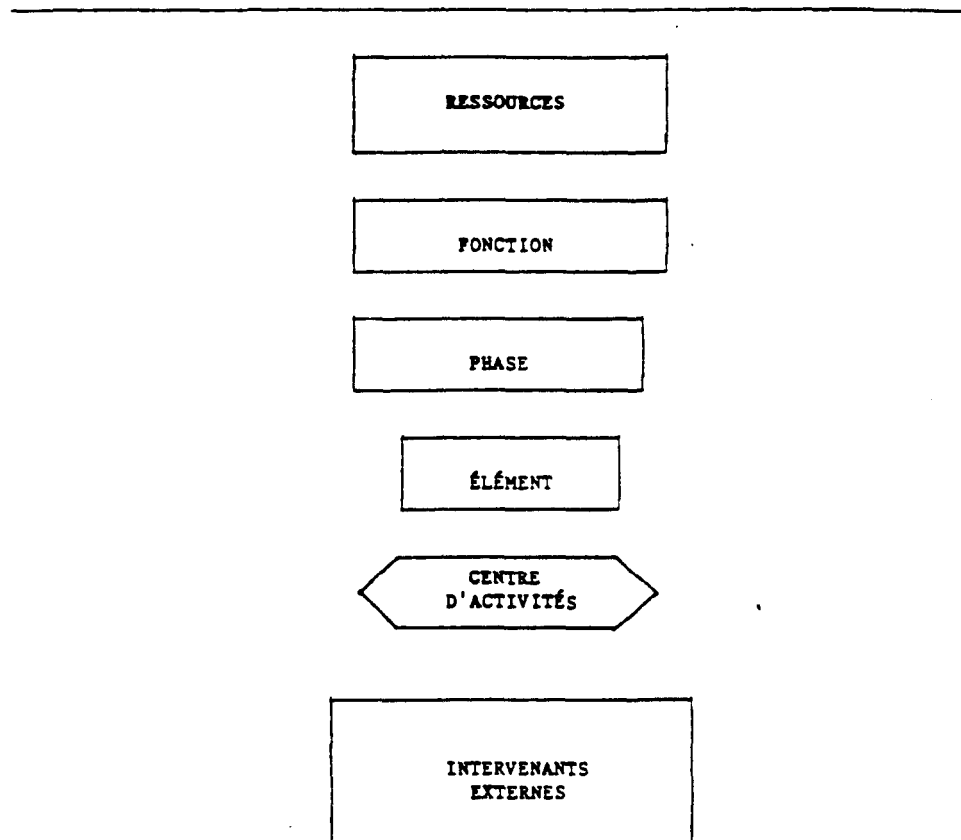 RESSOURCES
FONCTION
PHASE
ÉLÉMENT
CENTRE
D'ACTIVITÉS
INTERVENANTS
EXTERNES